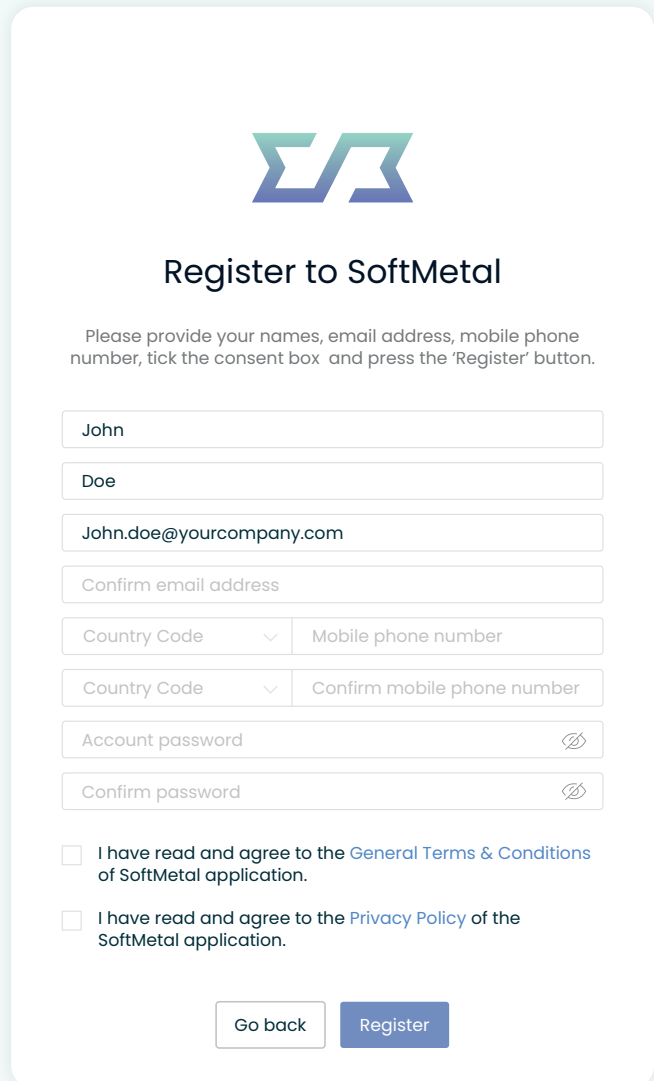 Register to SoftMetal
Please provide your names, email address, mobile phone
number, tick the consent box  and press the ‘Register’ button.
John
Doe
John.doe@yourcompany.com
Confirm email address
Country Code Mobile phone number
Country Code Confirm mobile phone number
Account password
Confirm password
I have read and agree to the General Terms & Conditions
of SoftMetal application.
I have read and agree to the Privacy Policy of the
SoftMetal application.
Go back Register